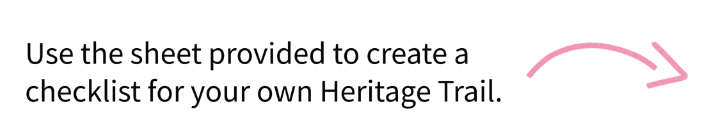 Use the sheet provided to create a
checklist for your own Heritage Trail.